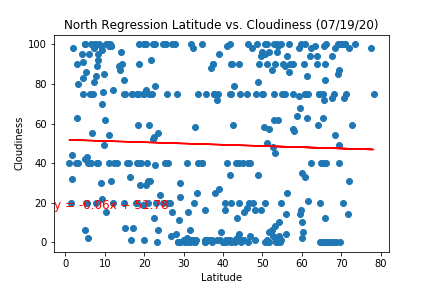 North Regression Latitude vs. Cloudiness (07/19/20)
100
80
60
40
20
0
Cloudiness
y = -0.06x + 51.78
0 10 20 30 40 50 60 70 80
Latitude